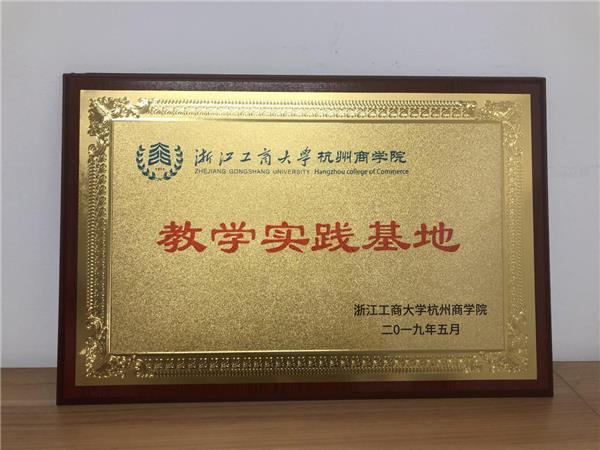 浙江工商大学杭州商学院
ZHEJIANG GONGSHANG UNIVERSITY Hangzhou college of Commerce
1911
教学实践基地
浙江工商大学杭州商学院
二0一九年五月